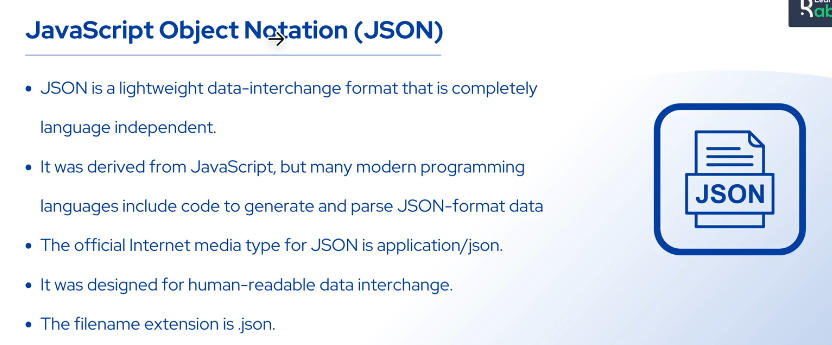 JavaScript Object Notation (JSON)
• JSON is a lightweight data-interchange format that is completely
language independent.
• It was derived from JavaScript, but many modern programming
languages include code to generate and parse JSON-format data
• The official Internet media type for JSON is application/json.
• It was designed for human-readable data interchange.
• The filename extension is .json.
JSON